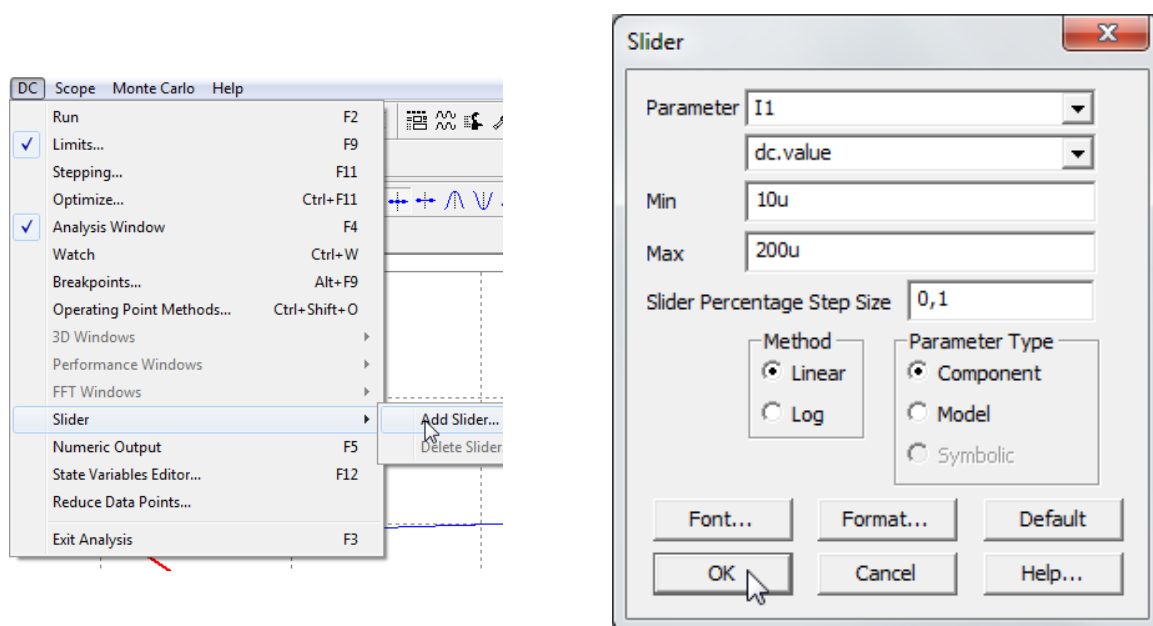 DC Scope Monte Carlo Help
Run F2
Limits... F9
Stepping... F11
Optimize... Ctrl+F11
Analysis Window F4
Watch Ctrl+W
Breakpoints... Alt+F9
Operating Point Methods... Ctrl+Shift+O
3D Windows
Performance Windows
FFT Windows
Slider
Add Slider...
Delete Slider
Numeric Output F5
State Variables Editor... F12
Reduce Data Points...
Exit Analysis F3
Slider
Parameter I1
dc.value
Min 10u
Max 200u
Slider Percentage Step Size 0,1
Method Parameter Type
Linear Component
Log Model
Symbolic
Font... Format... Default
OK Cancel Help...